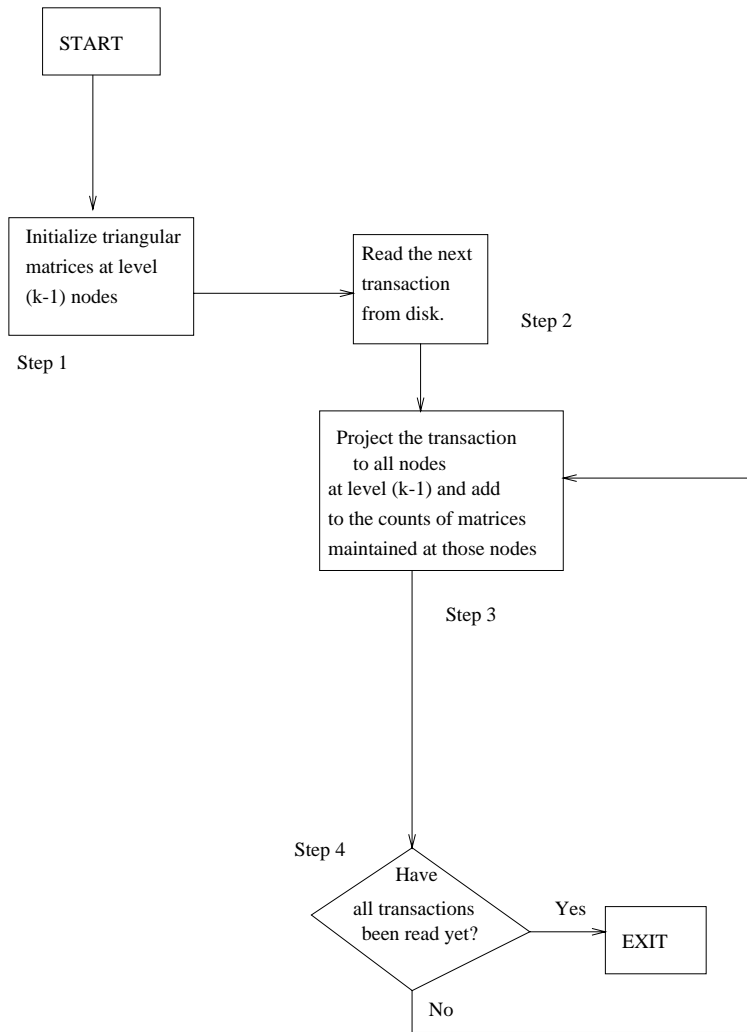 START
Initialize triangular
matrices at level
(k-1) nodes
Step 1
Read the next
transaction
from disk.
Step 2
Project the transaction
to all nodes
at level (k-1) and add
to the counts of matrices
maintained at those nodes
Step 3
Step 4
Have
all transactions
been read yet?
Yes
EXIT
No